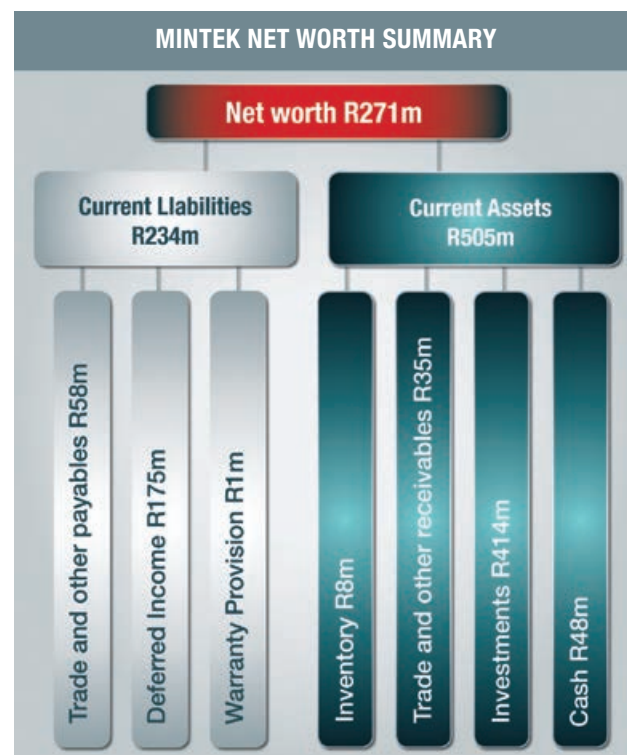 MINTEK NET WORTH SUMMARY
Net worth R271m
Current LIabilities
R234m
Current Assets
R505m
Trade and other payables R58m
Deferred Income R175m
Warranty Provision R1m
Inventory R8m
Trade and other receivables R35m
Investments R414m
Cash R48m